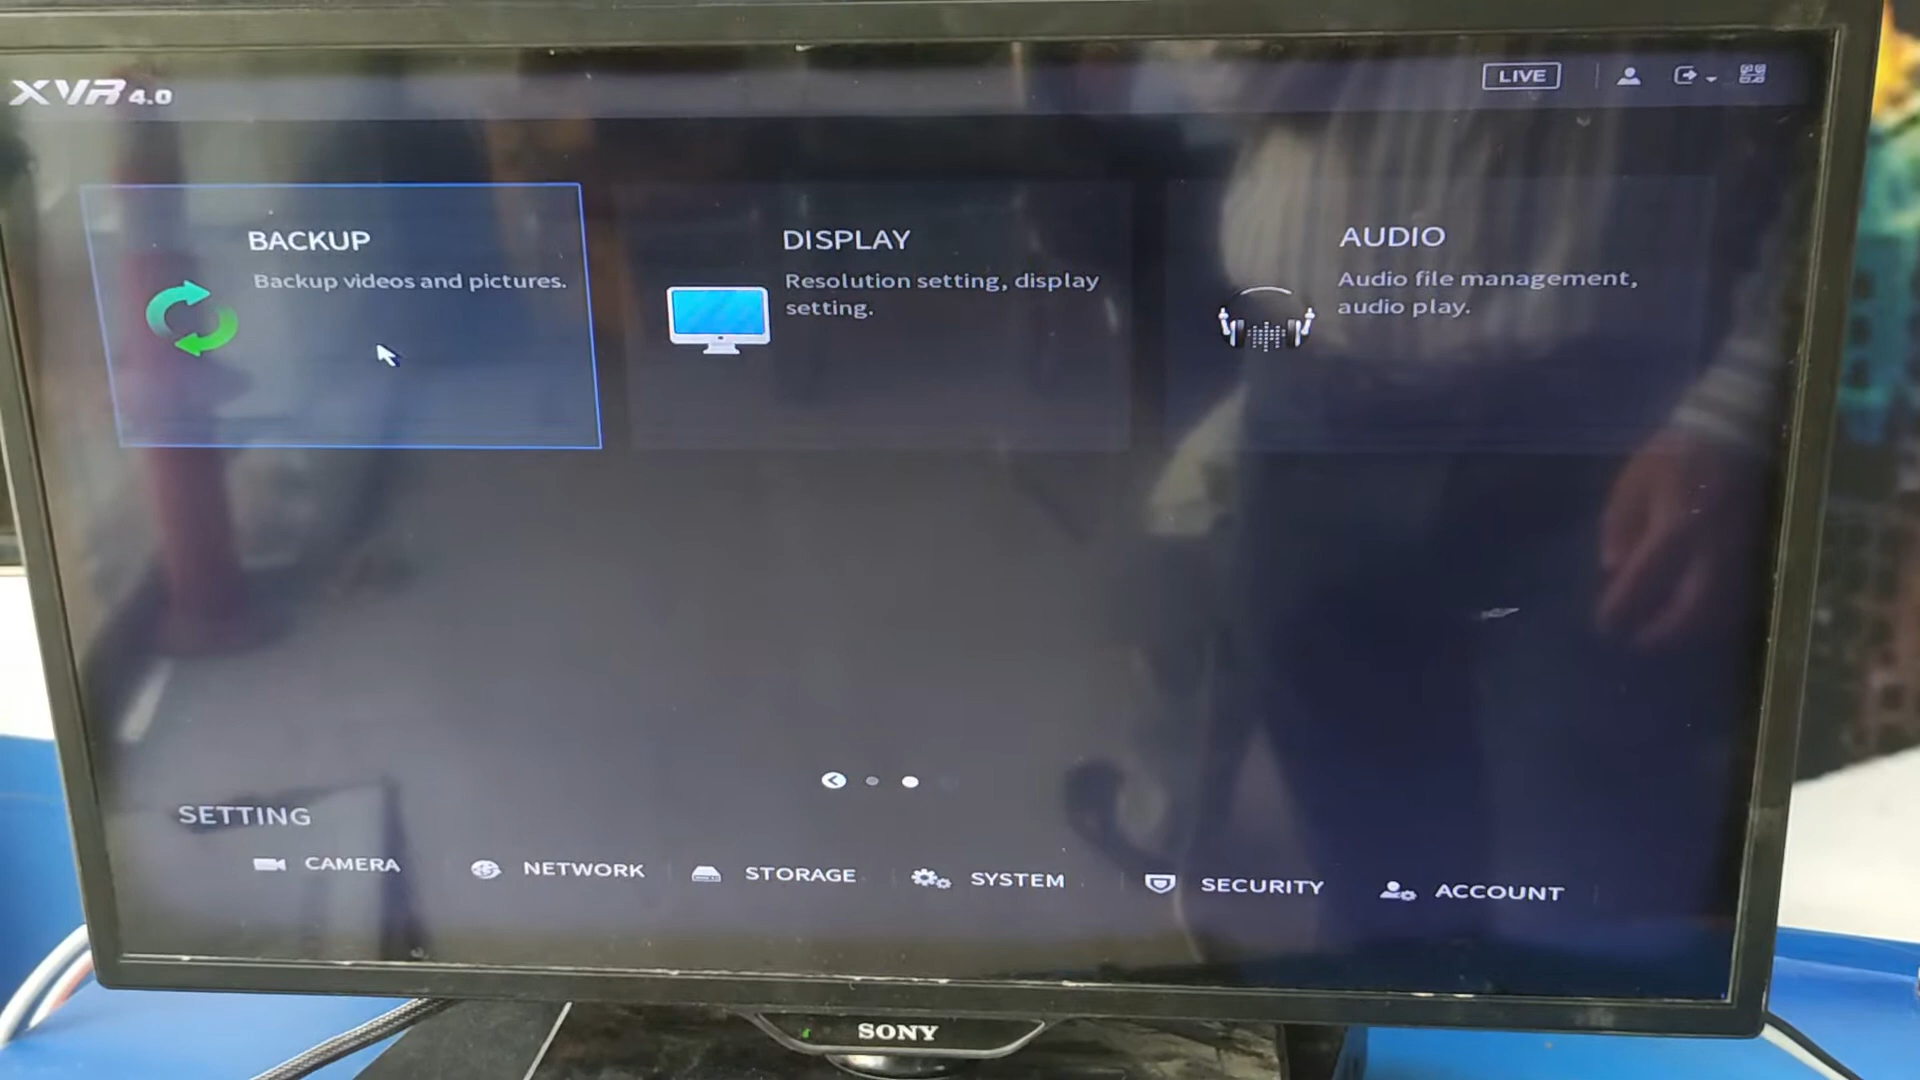 XVR 4.0
LIVE
BACKUP
Backup videos and pictures.
DISPLAY
Resolution setting, display
setting.
AUDIO
Audio file management,
audio play.
SETTING
CAMERA
NETWORK
STORAGE
SYSTEM
SECURITY
ACCOUNT
SONY